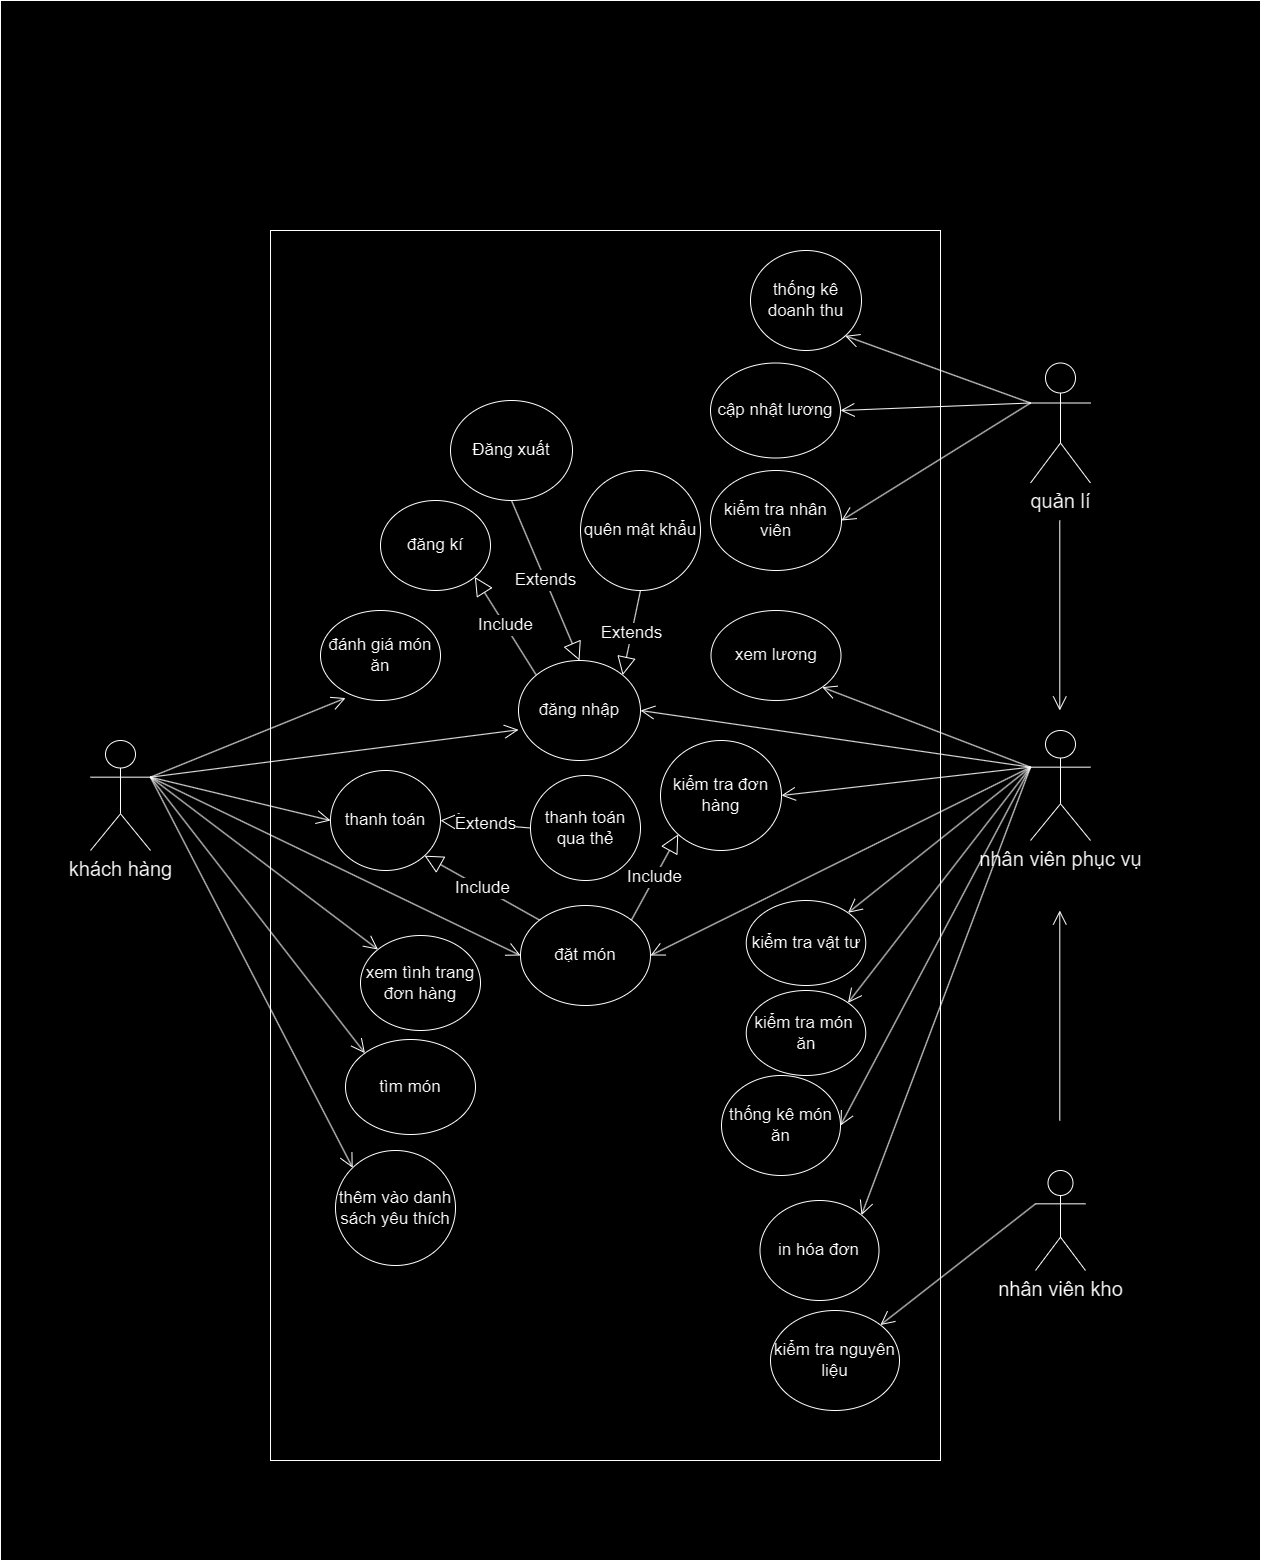 thống kê
doanh thu
cập nhật lương
Đăng xuất
quản lí
kiểm tra nhân
viên
quên mật khẩu
đăng kí
Extends
Include
Extends
đánh giá món
ăn
xem lương
đăng nhập
kiểm tra đơn
hàng
thanh toán
Extends
thanh toán
qua thẻ
khách hàng
nhân viên phục vụ
Include
Include
kiểm tra vật tư
đặt món
xem tình trang
đơn hàng
kiểm tra món
ăn
tìm món
thống kê món
ăn
thêm vào danh
sách yêu thích
in hóa đơn
nhân viên kho
kiểm tra nguyên
liệu